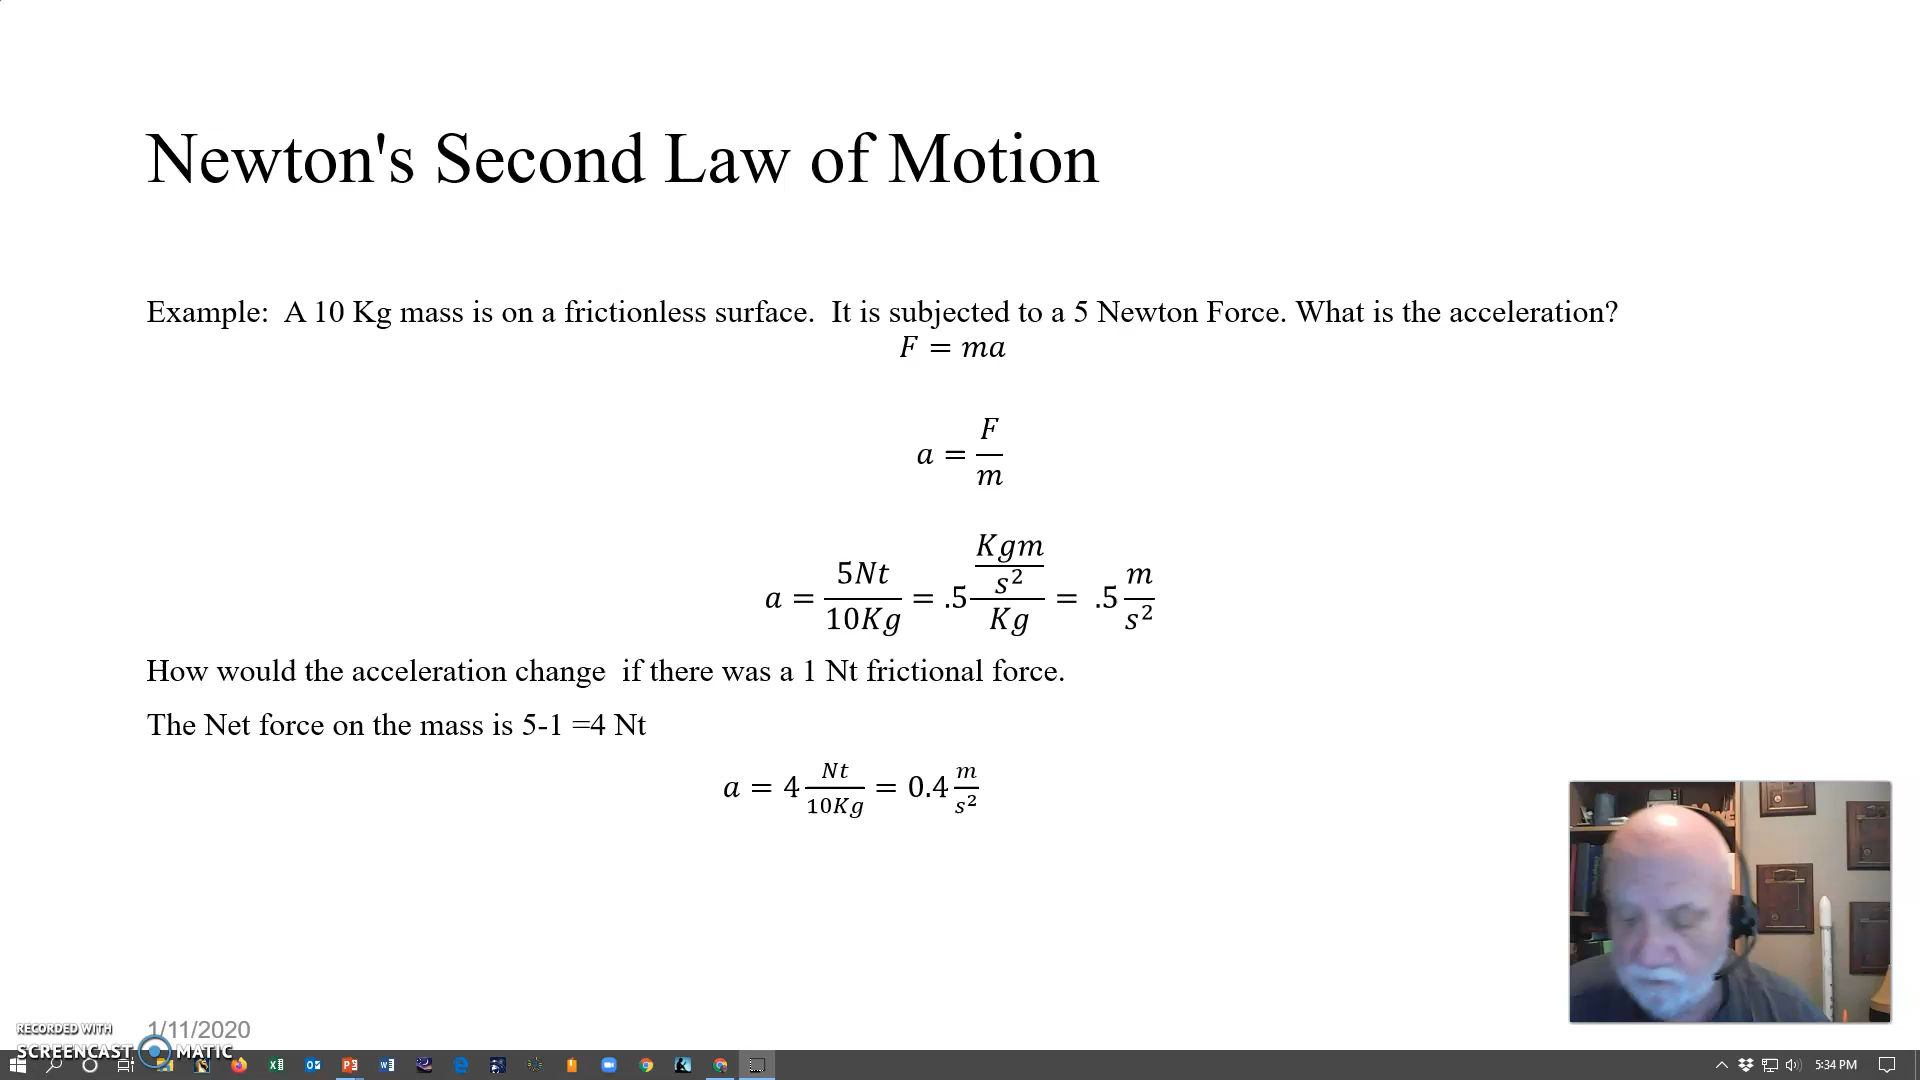 Newton's Second Law of Motion
Example:  A 10 Kg mass is on a frictionless surface.  It is subjected to a 5 Newton Force. What is the acceleration?
F = ma
a = F/m
a = 5Nt/10Kg = .5 (Kgm/s²)/Kg = .5 m/s²
How would the acceleration change  if there was a 1 Nt frictional force.
The Net force on the mass is 5-1 =4 Nt
a = 4 Nt/10Kg = 0.4 m/s²
1/11/2020
RECORDED WITH
SCREENCAST MATIC
5:34 PM